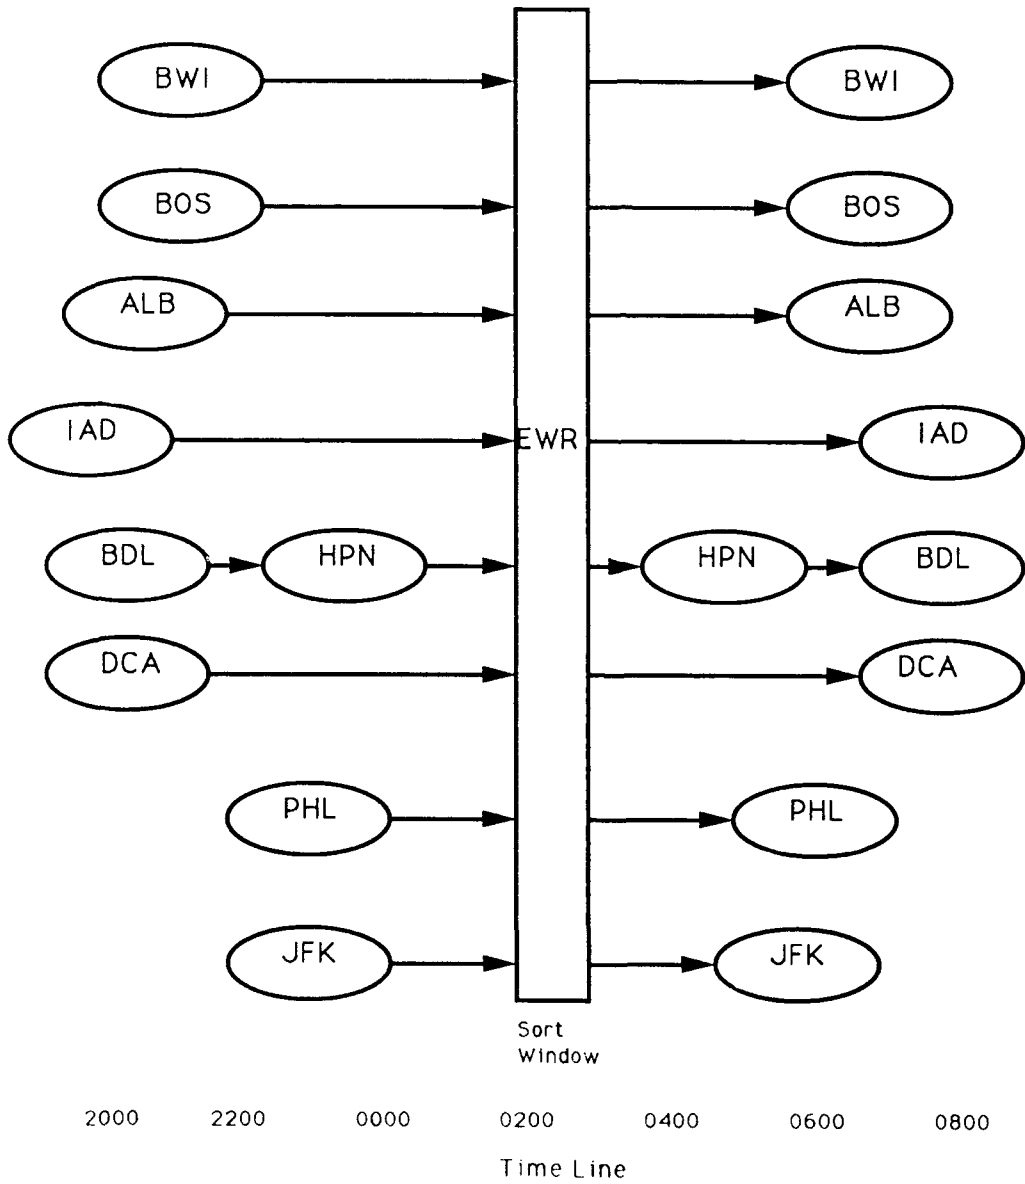 BWI BWI
BOS BOS
ALB ALB
IAD EWR IAD
BDL HPN HPN BDL
DCA DCA
PHL PHL
JFK JFK
Sort
Window
2000 2200 0000 0200 0400 0600 0800
Time Line